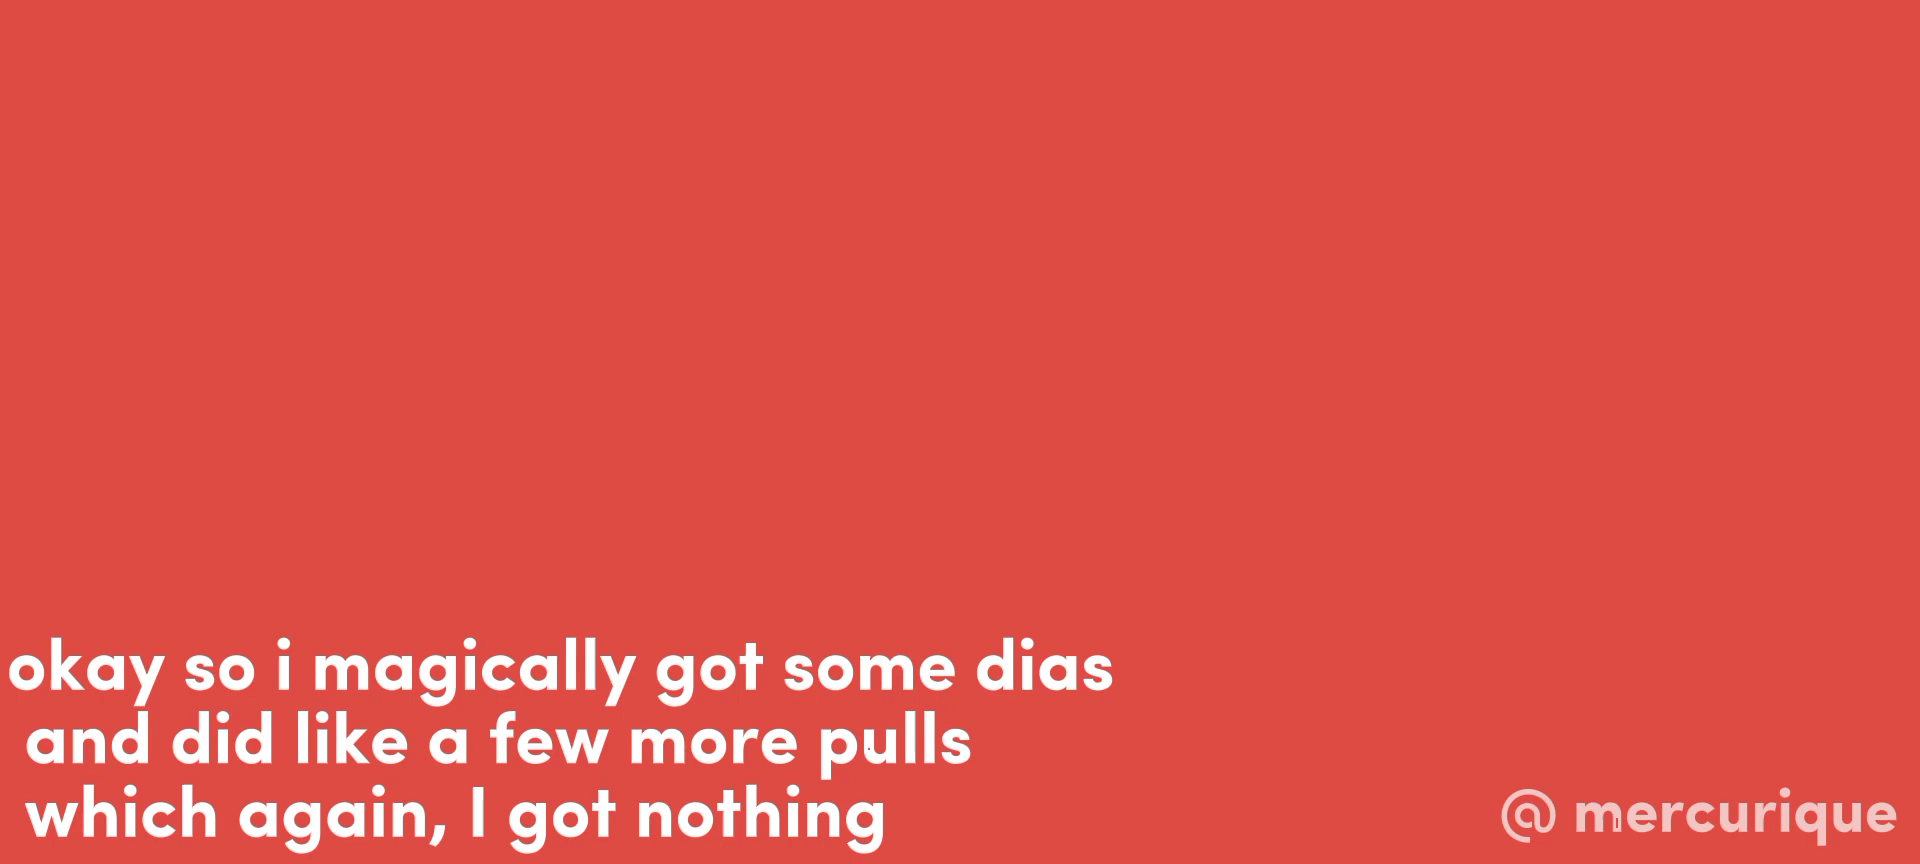 okay so i magically got some dias
and did like a few more pulls
which again, I got nothing
@ mercurique